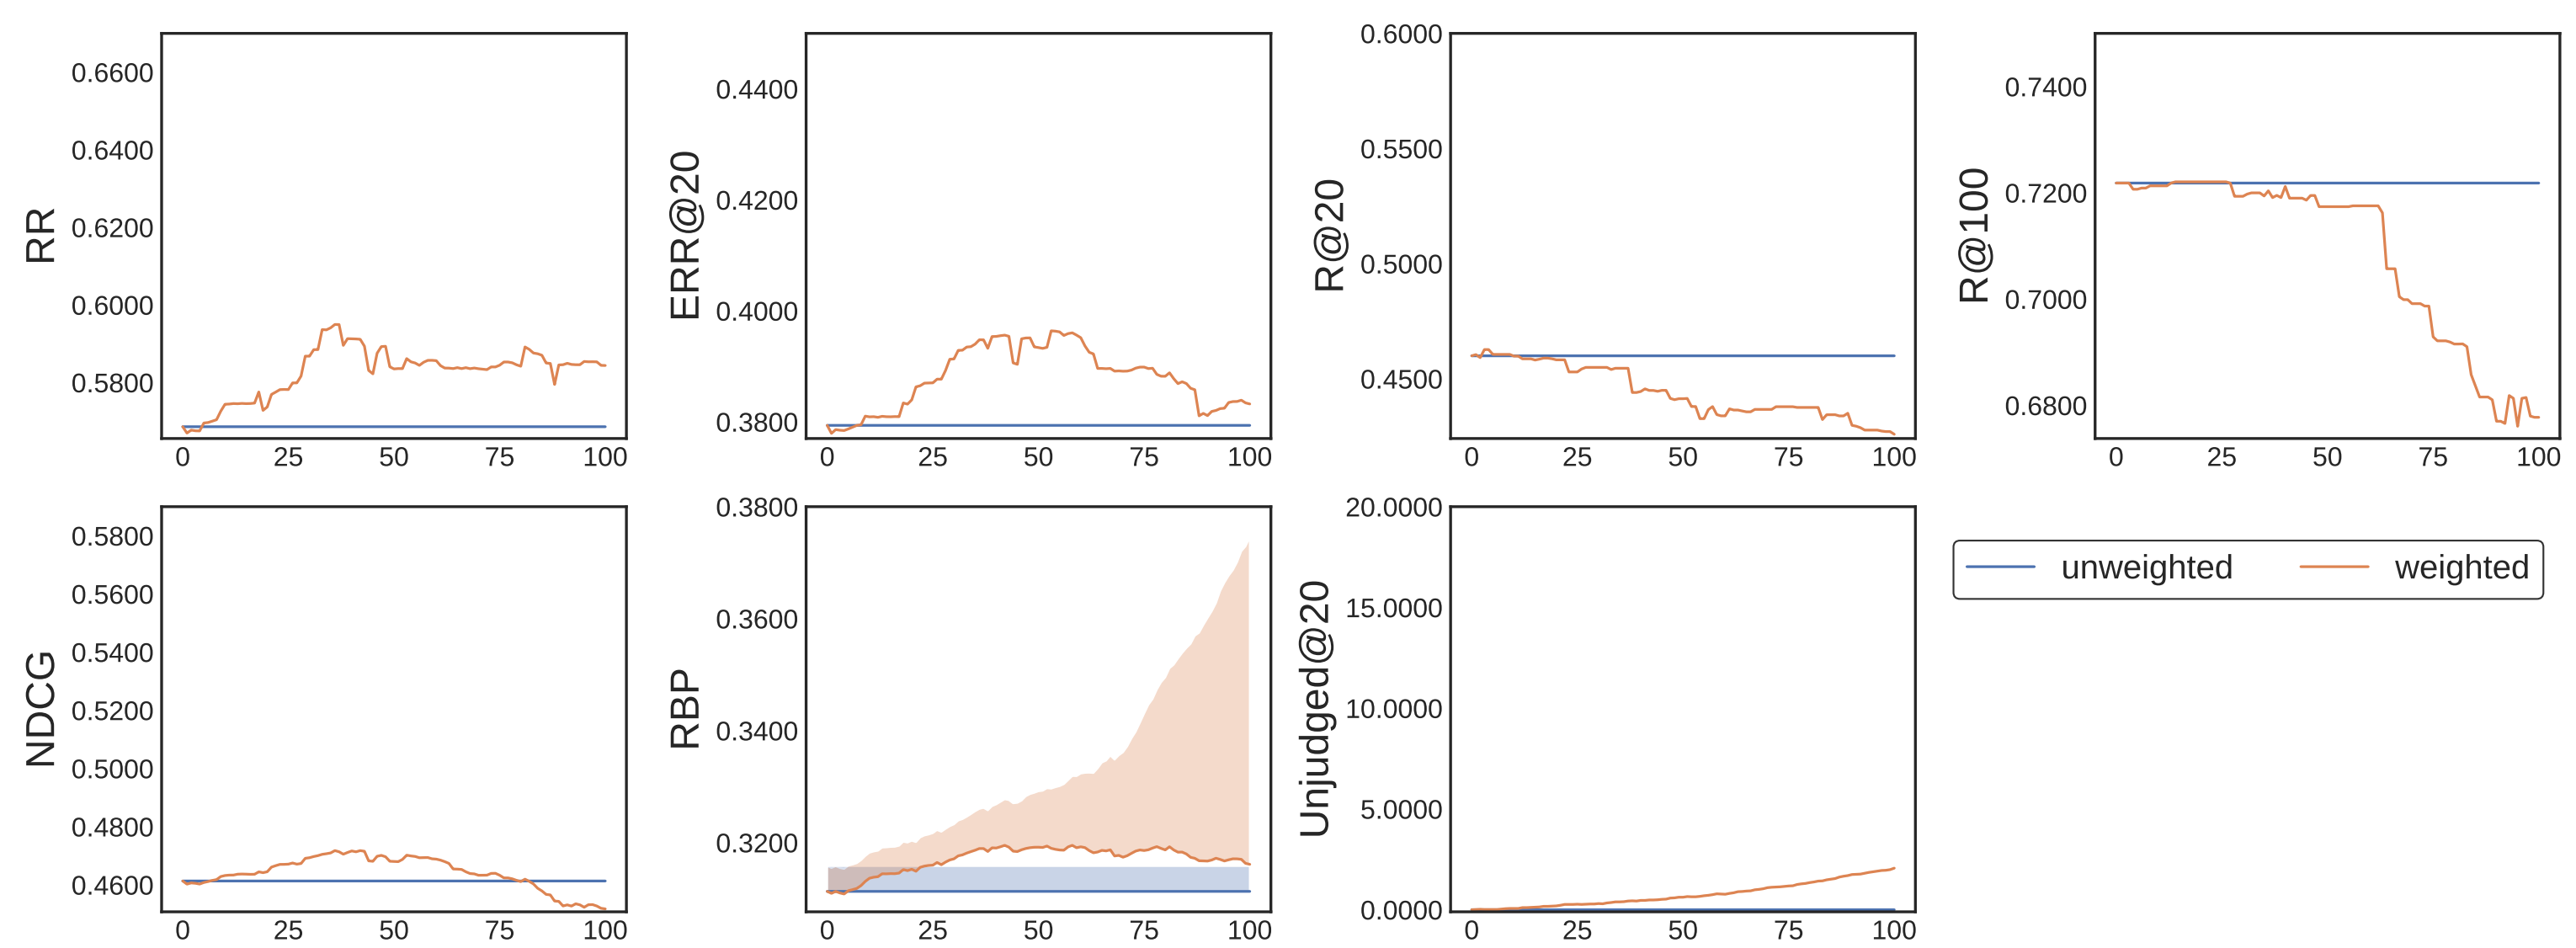 RR
0.6600
0.6400
0.6200
0.6000
0.5800
0 25 50 75 100
ERR@20
0.4400
0.4200
0.4000
0.3800
0 25 50 75 100
R@20
0.6000
0.5500
0.5000
0.4500
0 25 50 75 100
R@100
0.7400
0.7200
0.7000
0.6800
0 25 50 75 100
NDCG
0.5800
0.5600
0.5400
0.5200
0.5000
0.4800
0.4600
0 25 50 75 100
RBP
0.3800
0.3600
0.3400
0.3200
0 25 50 75 100
Unjudged@20
20.0000
15.0000
10.0000
5.0000
0.0000
0 25 50 75 100
unweighted weighted